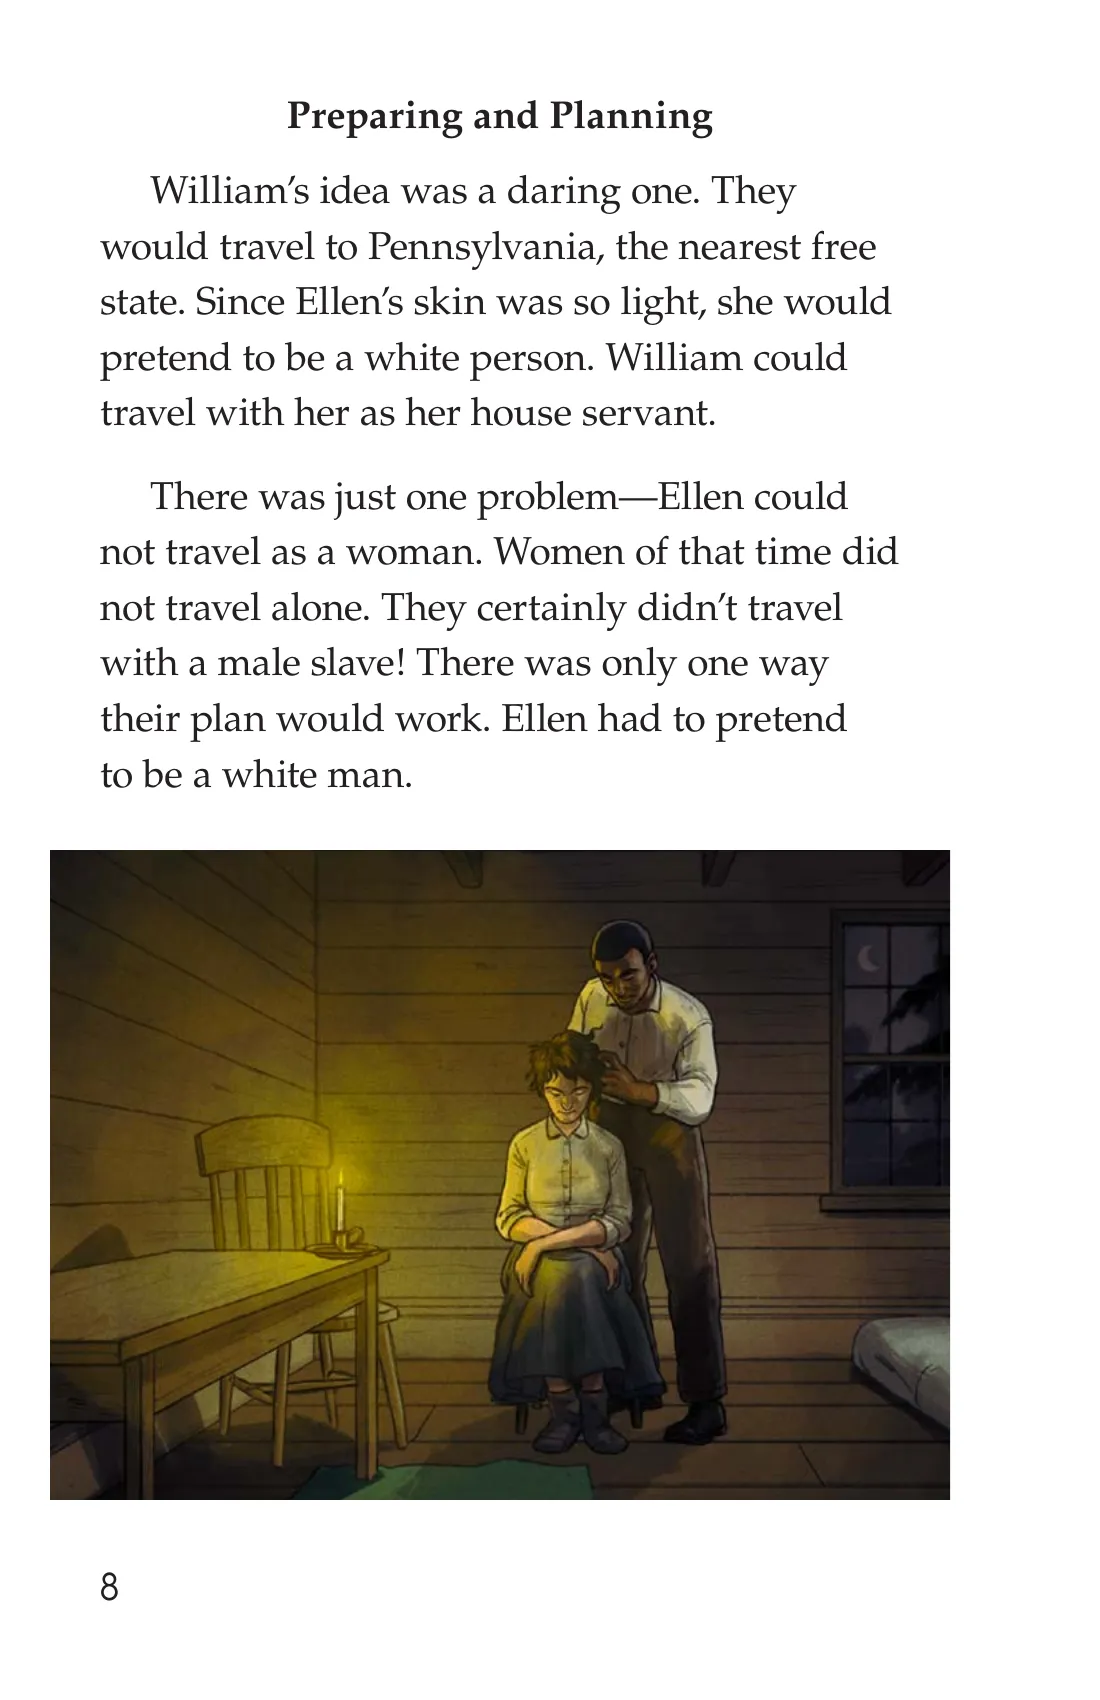 Preparing and Planning
William’s idea was a daring one. They
would travel to Pennsylvania, the nearest free
state. Since Ellen’s skin was so light, she would
pretend to be a white person. William could
travel with her as her house servant.
There was just one problem—Ellen could
not travel as a woman. Women of that time did
not travel alone. They certainly didn’t travel
with a male slave! There was only one way
their plan would work. Ellen had to pretend
to be a white man.
8